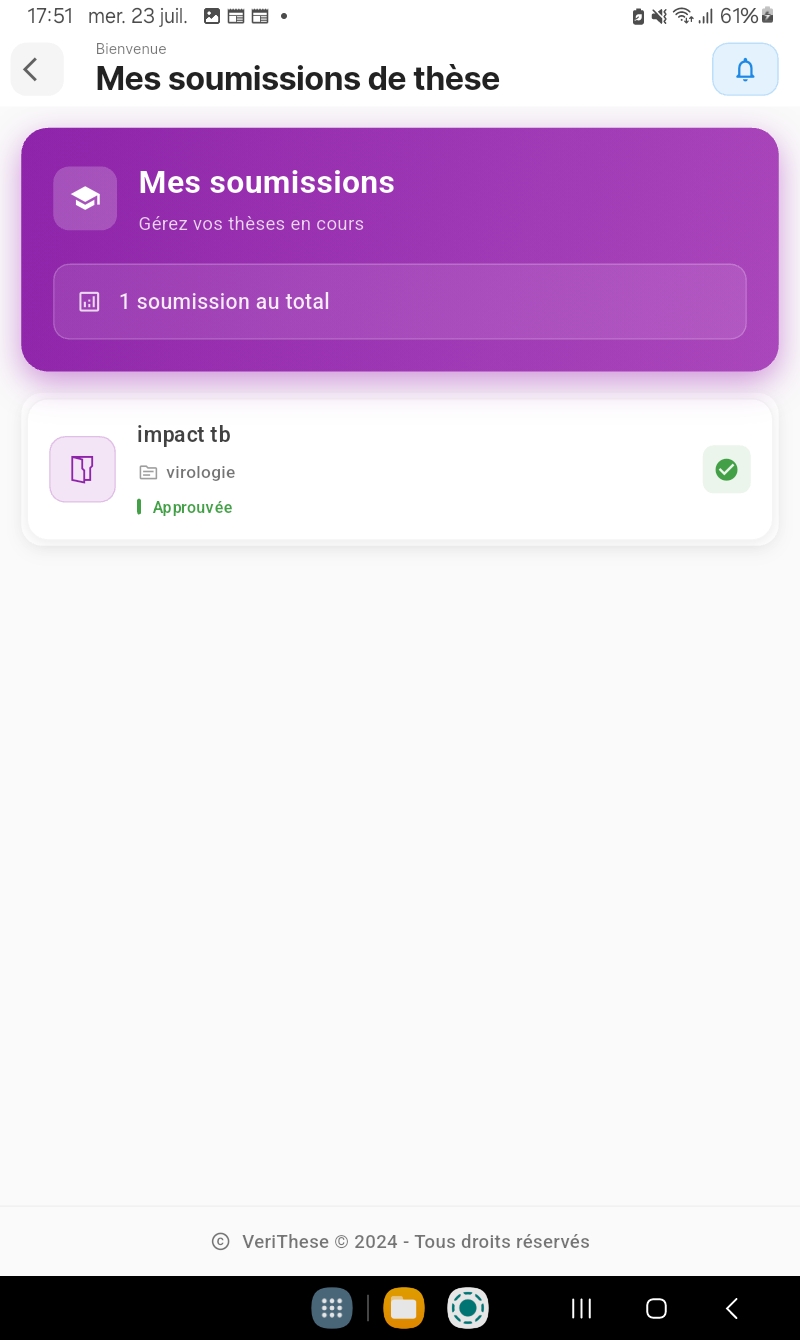 17:51 mer. 23 juil. 61%
Bienvenue
Mes soumissions de thèse
Mes soumissions
Gérez vos thèses en cours
1 soumission au total
impact tb
virologie
Approuvée
© VeriThese © 2024 - Tous droits réservés